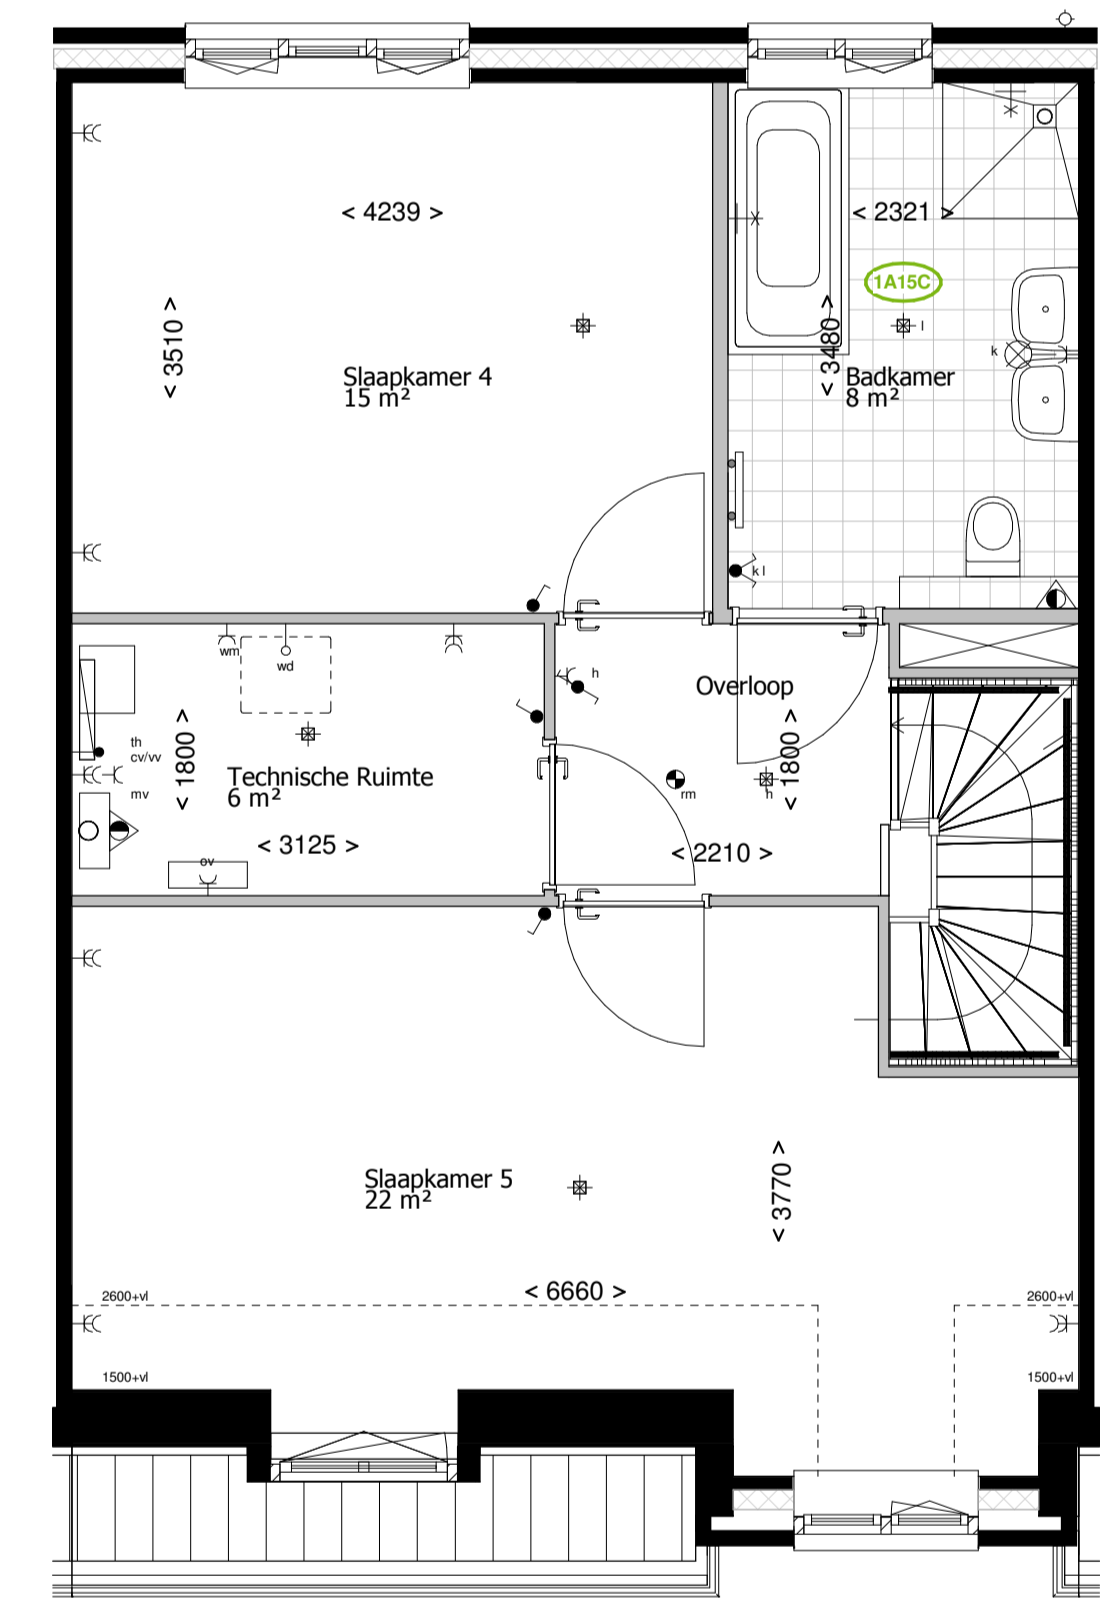 < 4239 >
< 2321 >
1A15C
< 3510 >
< 3480 >
l
k
Slaapkamer 4
15 m²
Badkamer
8 m²
k l
wm
wd
h
Overloop
th
cv/vv
mv
< 1800 >
Technische Ruimte
6 m²
< 1800 >
rm
h
< 3125 >
< 2210 >
ov
Slaapkamer 5
22 m²
< 3770 >
< 6660 >
2600+vl
2600+vl
1500+vl
1500+vl